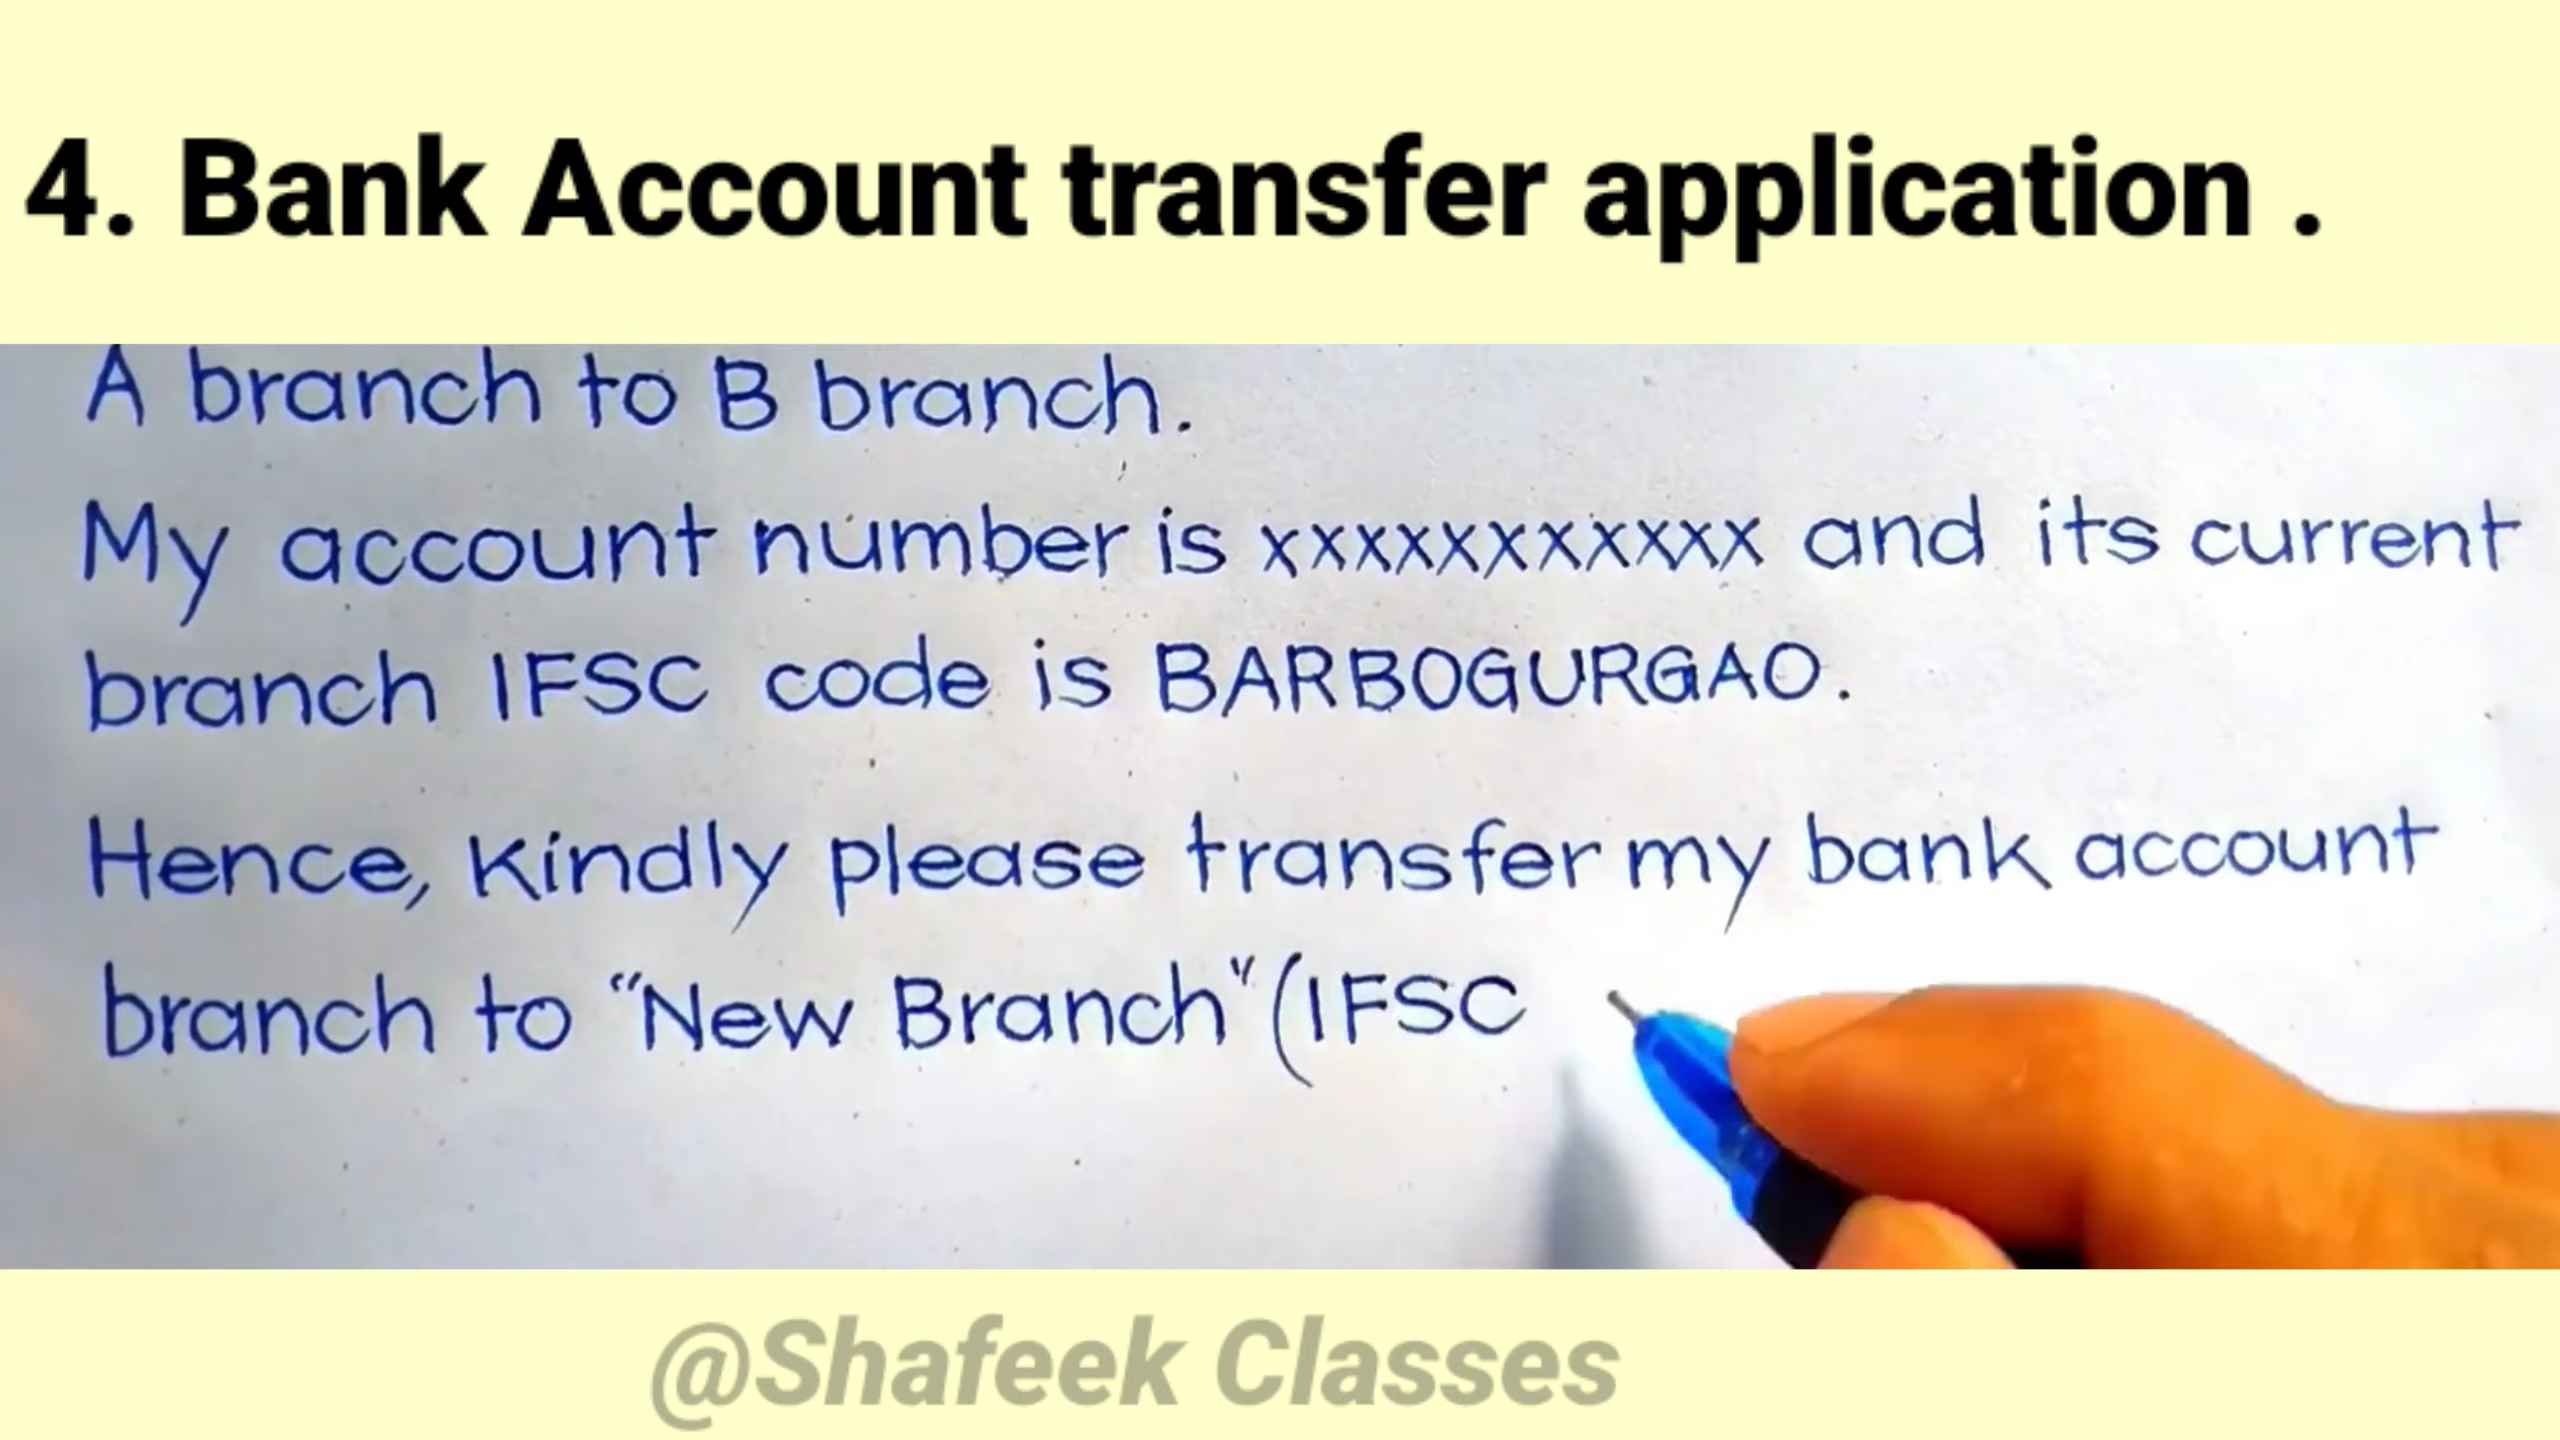 4. Bank Account transfer application .
A branch to B branch.
My account number is xxxxxxxxxxxx and its current
branch IFSC code is BARBOGURGAO.
Hence, Kindly please transfer my bank account
branch to "New Branch" (IFSC
@Shafeek Classes